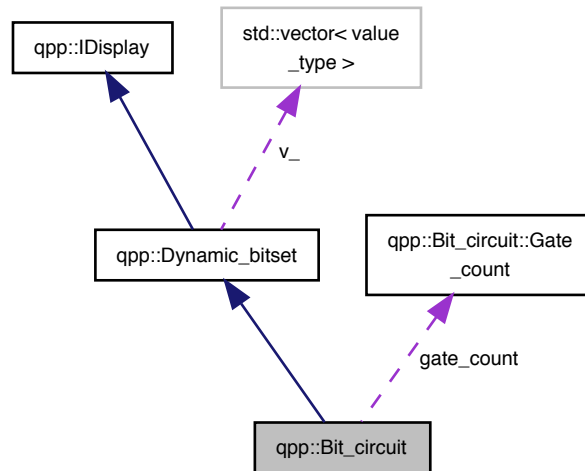 qpp::IDisplay
std::vector< value
_type >
v_
qpp::Dynamic_bitset
qpp::Bit_circuit::Gate
_count
gate_count
qpp::Bit_circuit